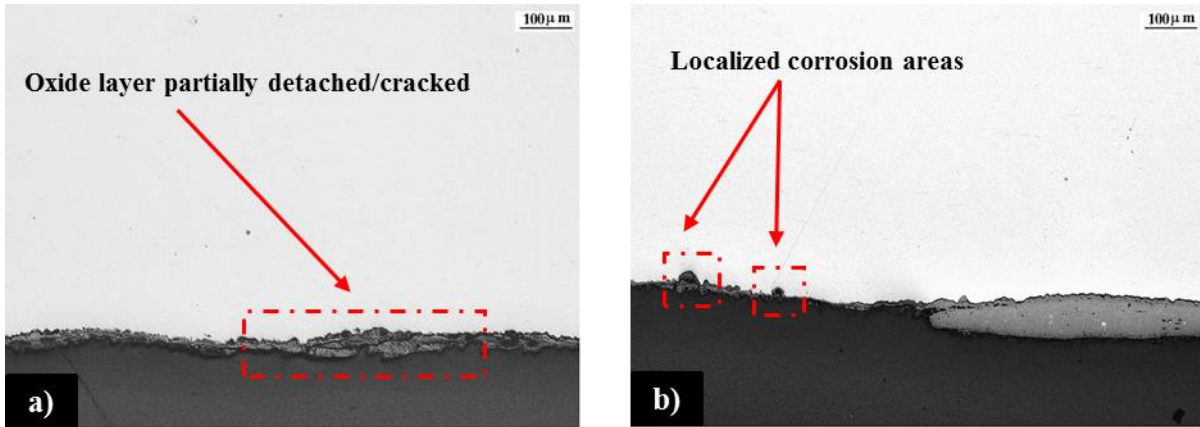 100μm
Oxide layer partially detached/cracked
a)
100μm
Localized corrosion areas
b)